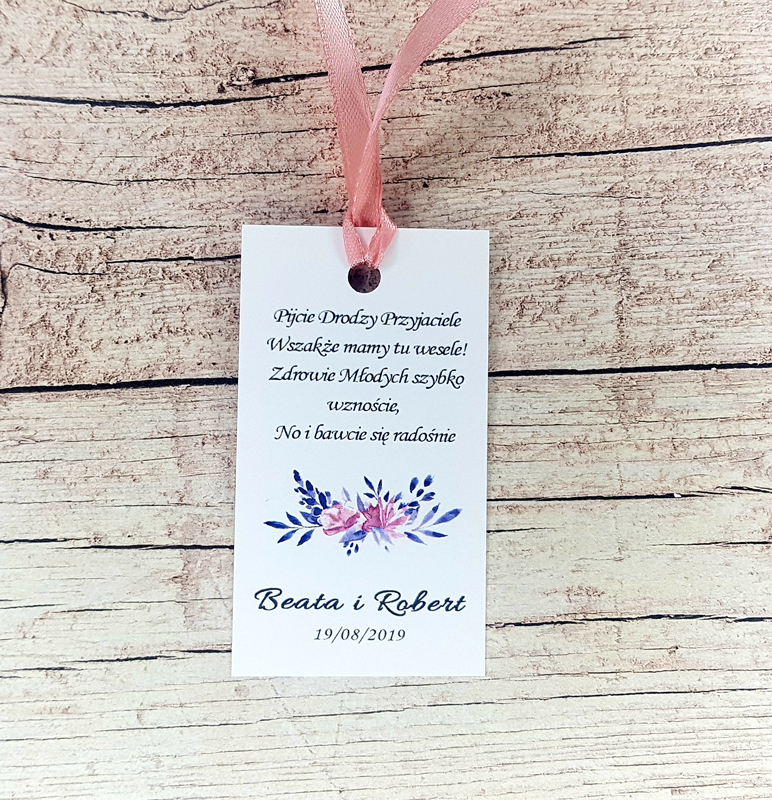 Pijcie Drodzy Przyjaciele
Wszakże mamy tu wesele!
Zdrowie Młodych szybko
wznoście,
No i bawcie się radośnie
Beata i Robert
19/08/2019